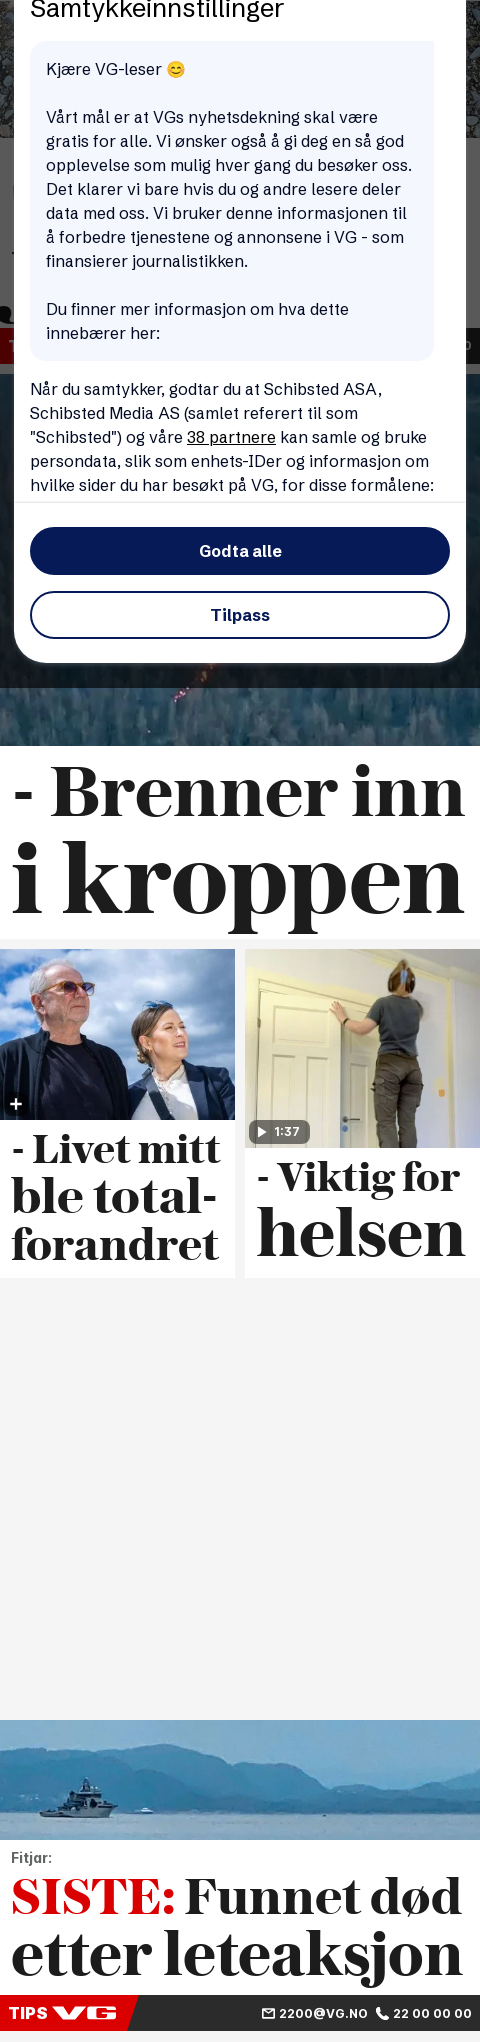 Samtykkeinnstillinger
Kjære VG-leser 😊
Vårt mål er at VGs nyhetsdekning skal være
gratis for alle. Vi ønsker også å gi deg en så god
opplevelse som mulig hver gang du besøker oss.
Det klarer vi bare hvis du og andre lesere deler
data med oss. Vi bruker denne informasjonen til
å forbedre tjenestene og annonsene i VG - som
finansierer journalistikken.
Du finner mer informasjon om hva dette
innebærer her:
Når du samtykker, godtar du at Schibsted ASA,
Schibsted Media AS (samlet referert til som
"Schibsted") og våre 38 partnere kan samle og bruke
persondata, slik som enhets-IDer og informasjon om
hvilke sider du har besøkt på VG, for disse formålene:
Godta alle
Tilpass
- Brenner inn
i kroppen
- Livet mitt
ble total-
forandret
1:37
- Viktig for
helsen
Fitjar:
SISTE: Funnet død
etter leteaksjon
TIPS VG 2200@VG.NO 22 00 00 00